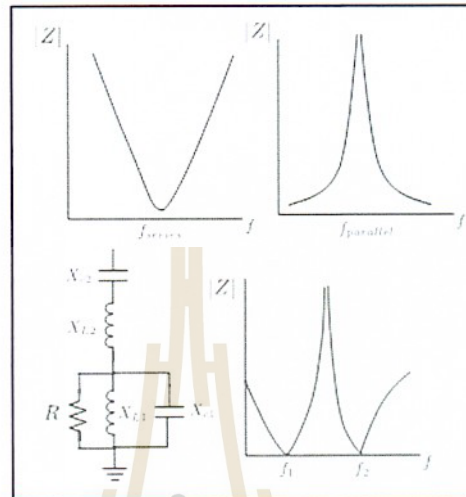 |Z| |Z|
f f
f_series f_parallel
X_c2
|Z|
X_L2
R X_L1 X_c1
f_1 f_2 f